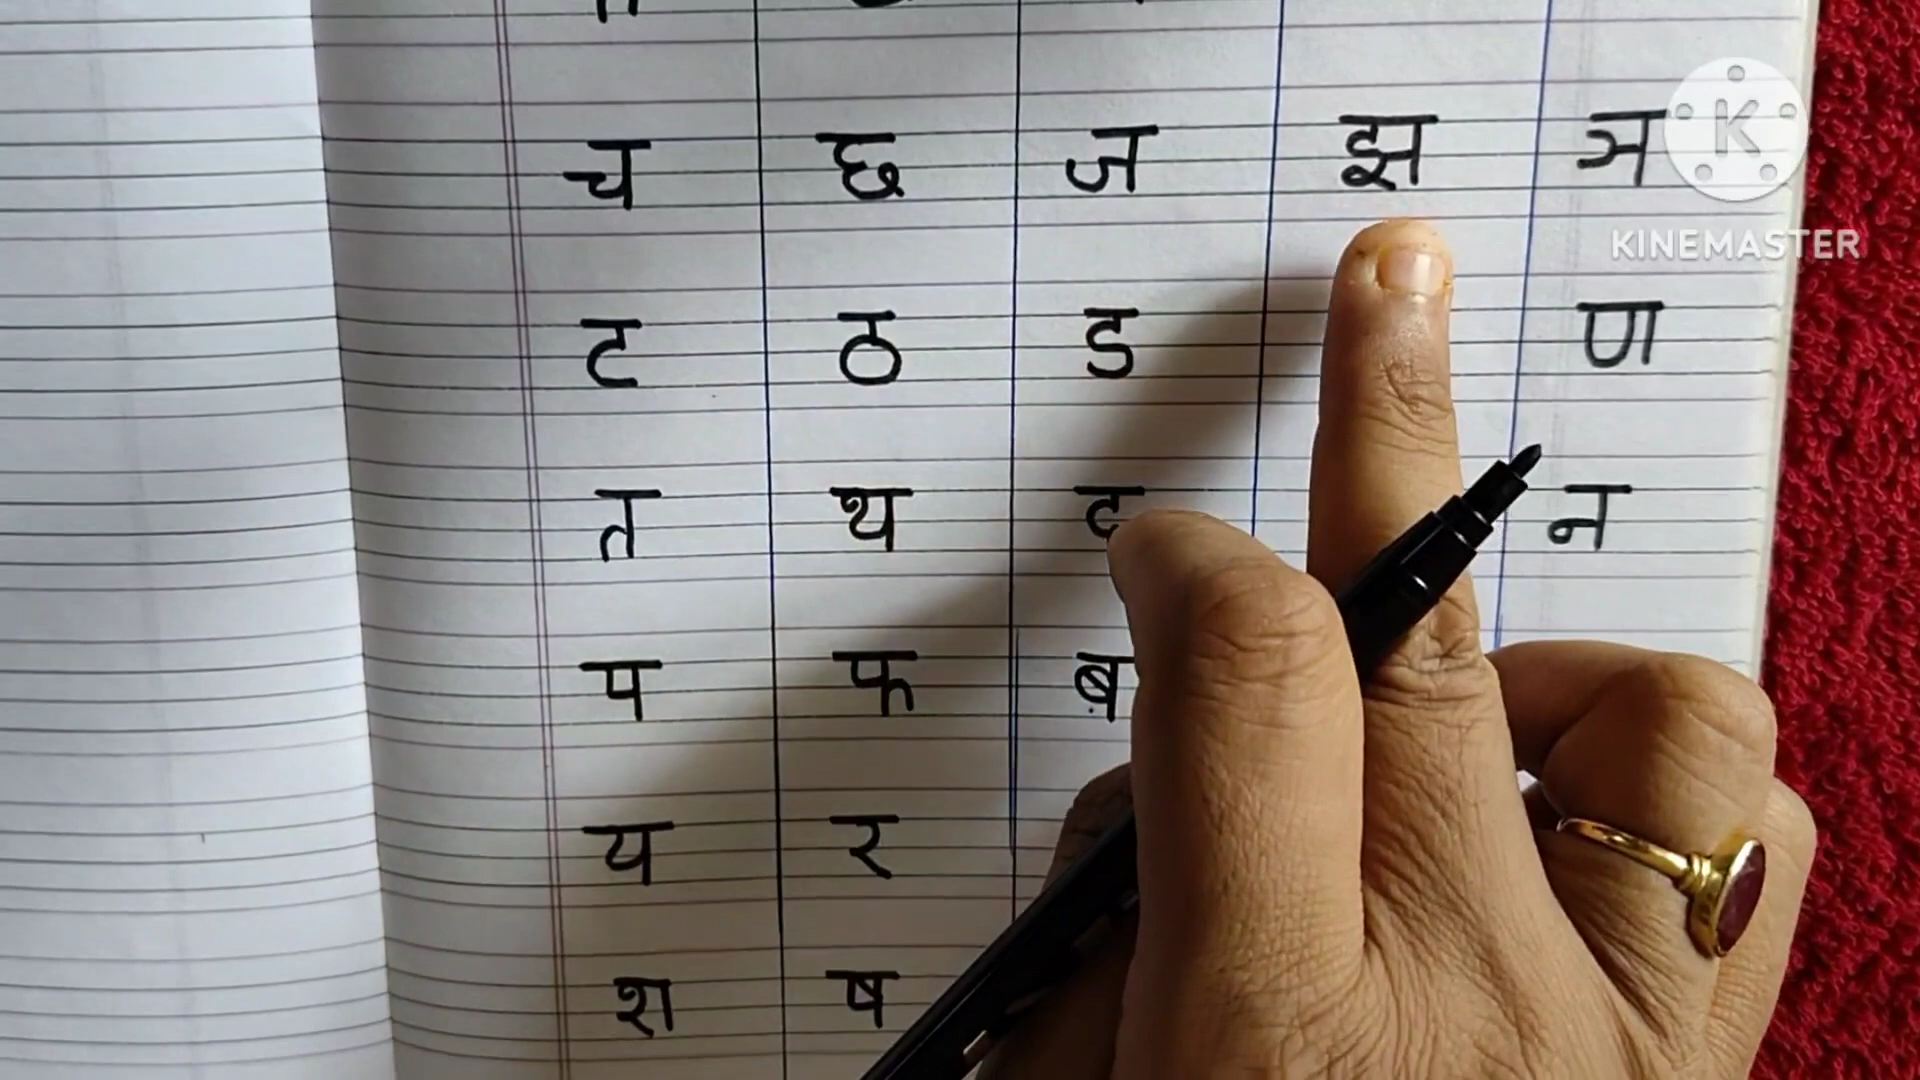 च छ ज झ ञ
ट ठ ड ण
त थ द न
प फ ब
य र
श ष
KINEMASTER